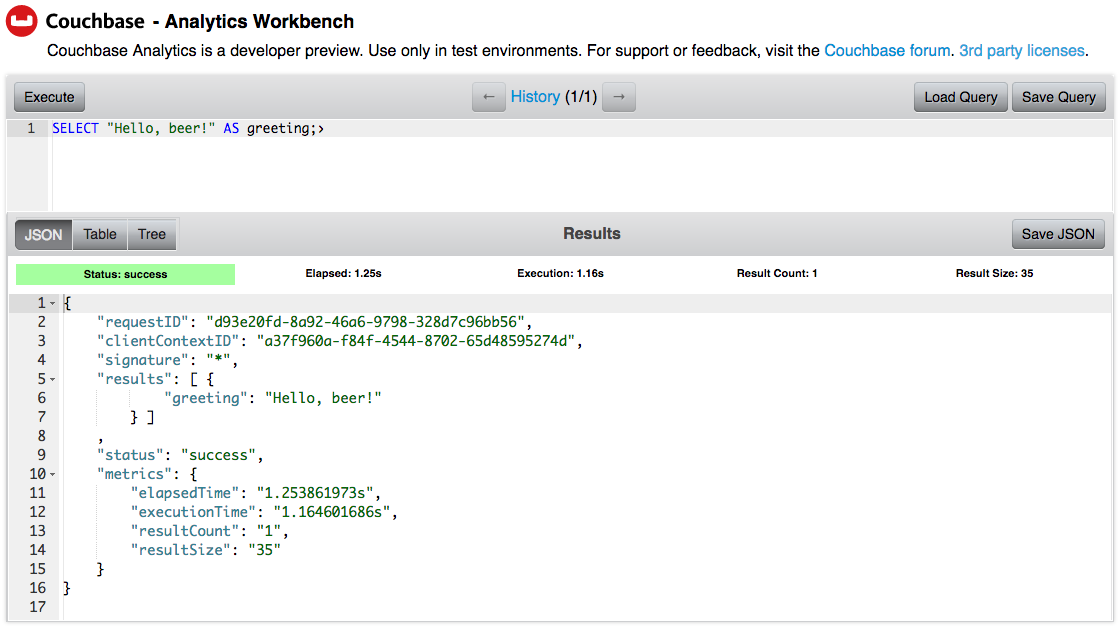 Couchbase - Analytics Workbench
Couchbase Analytics is a developer preview. Use only in test environments. For support or feedback, visit the Couchbase forum. 3rd party licenses.
Execute ← History (1/1) → Load Query Save Query
1 SELECT "Hello, beer!" AS greeting;>
JSON Table Tree Results Save JSON
Status: success Elapsed: 1.25s Execution: 1.16s Result Count: 1 Result Size: 35
1 {
2 "requestID": "d93e20fd-8a92-46a6-9798-328d7c96bb56",
3 "clientContextID": "a37f960a-f84f-4544-8702-65d48595274d",
4 "signature": "*",
5 "results": [ {
6 "greeting": "Hello, beer!"
7 } ]
8 ,
9 "status": "success",
10 "metrics": {
11 "elapsedTime": "1.253861973s",
12 "executionTime": "1.164601686s",
13 "resultCount": "1",
14 "resultSize": "35"
15 }
16 }
17